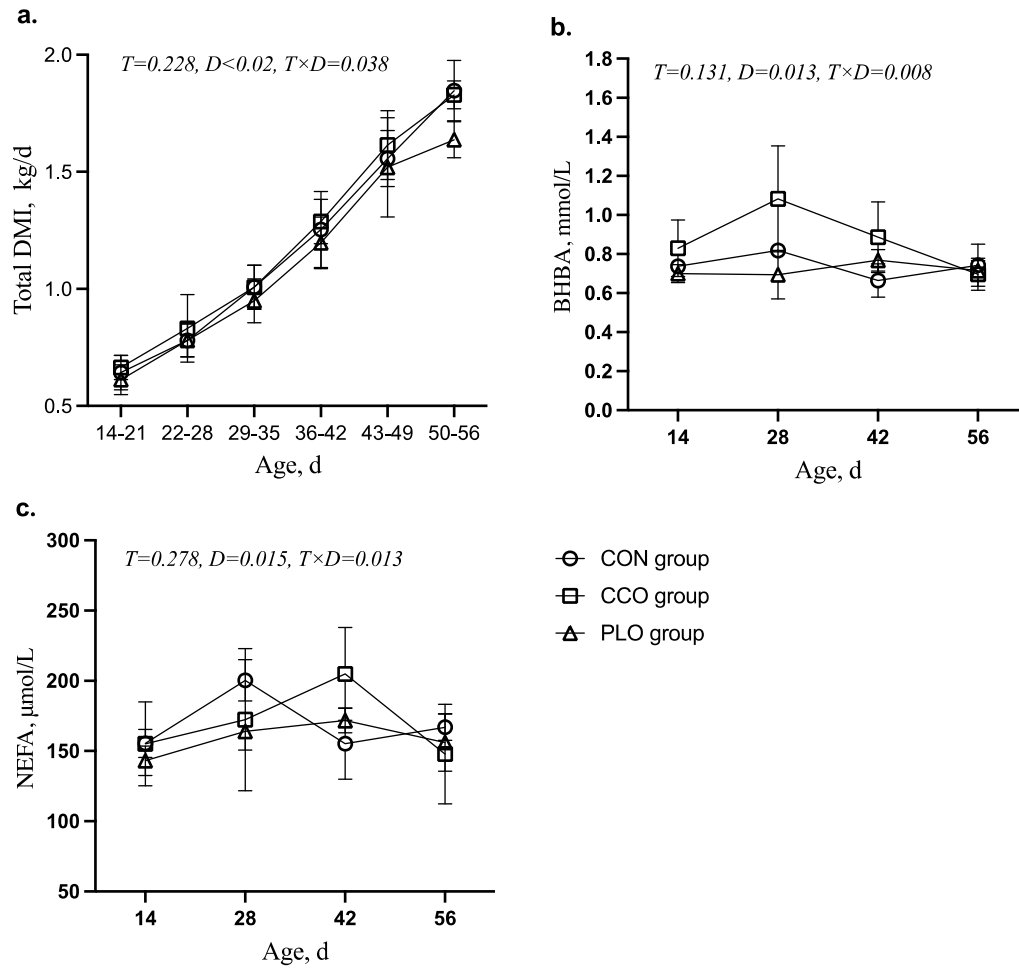 a.
T=0.228, D<0.02, T×D=0.038
2.0
1.5
1.0
0.5
Total DMI, kg/d
14-21 22-28 29-35 36-42 43-49 50-56
Age, d
b.
T=0.131, D=0.013, T×D=0.008
1.8
1.6
1.4
1.2
1.0
0.8
0.6
0.4
0.2
0.0
BHBA, mmol/L
14 28 42 56
Age, d
c.
T=0.278, D=0.015, T×D=0.013
300
250
200
150
100
50
NEFA, μmol/L
14 28 42 56
Age, d
CON group
CCO group
PLO group